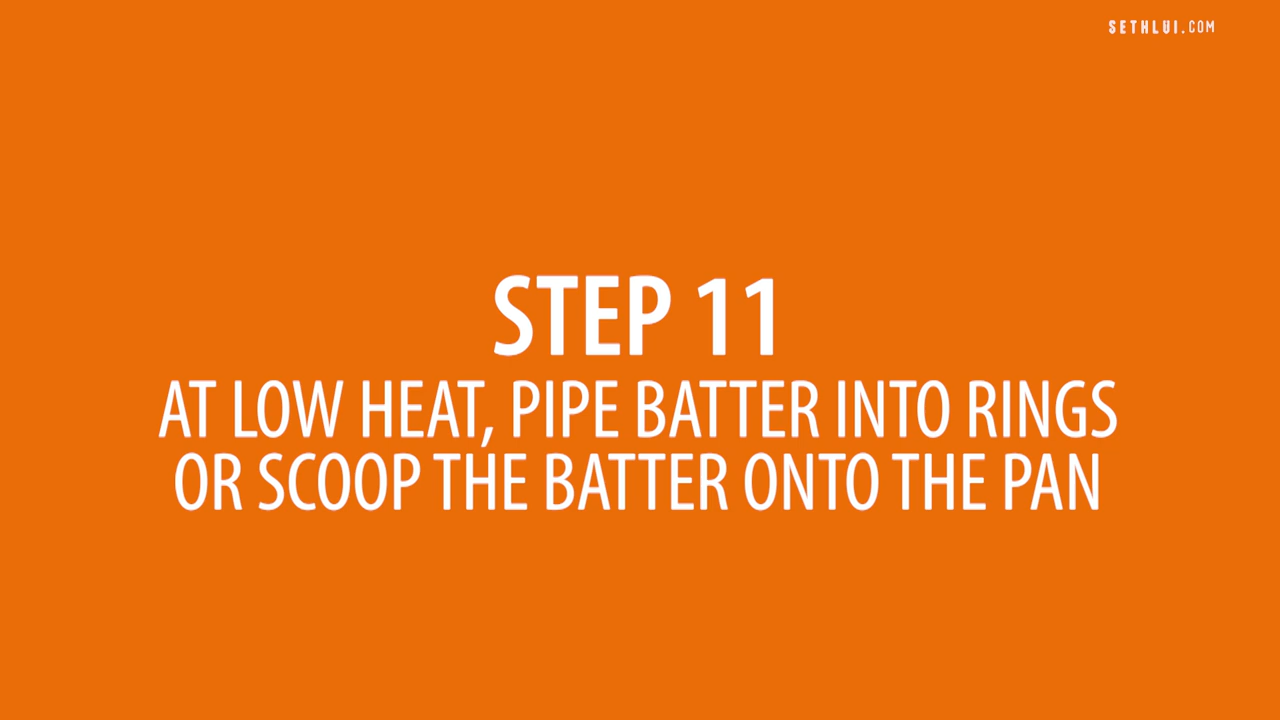 SETHLUI.COM
STEP 11
AT LOW HEAT, PIPE BATTER INTO RINGS
OR SCOOP THE BATTER ONTO THE PAN